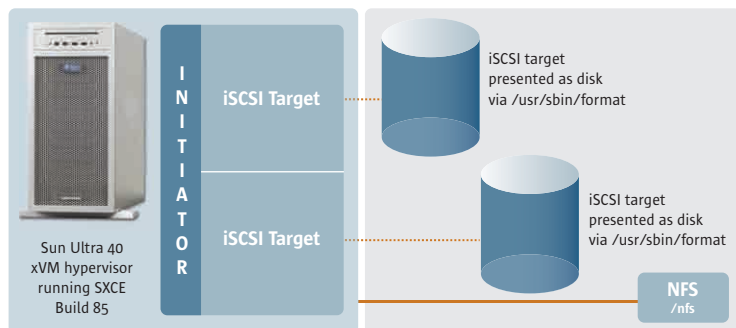 Sun Ultra 40
xVM hypervisor
running SXCE
Build 85
INITIATOR
iSCSI Target
iSCSI Target
iSCSI target
presented as disk
via /usr/sbin/format
iSCSI target
presented as disk
via /usr/sbin/format
NFS
/nfs